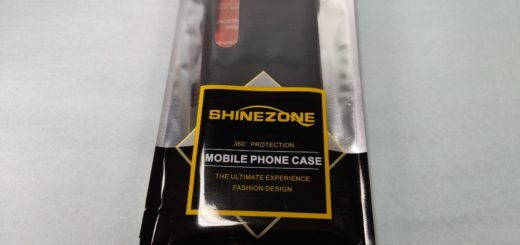 SHINEZONE
360° PROTECTION
MOBILE PHONE CASE
THE ULTIMATE EXPERIENCE
FASHION DESIGN